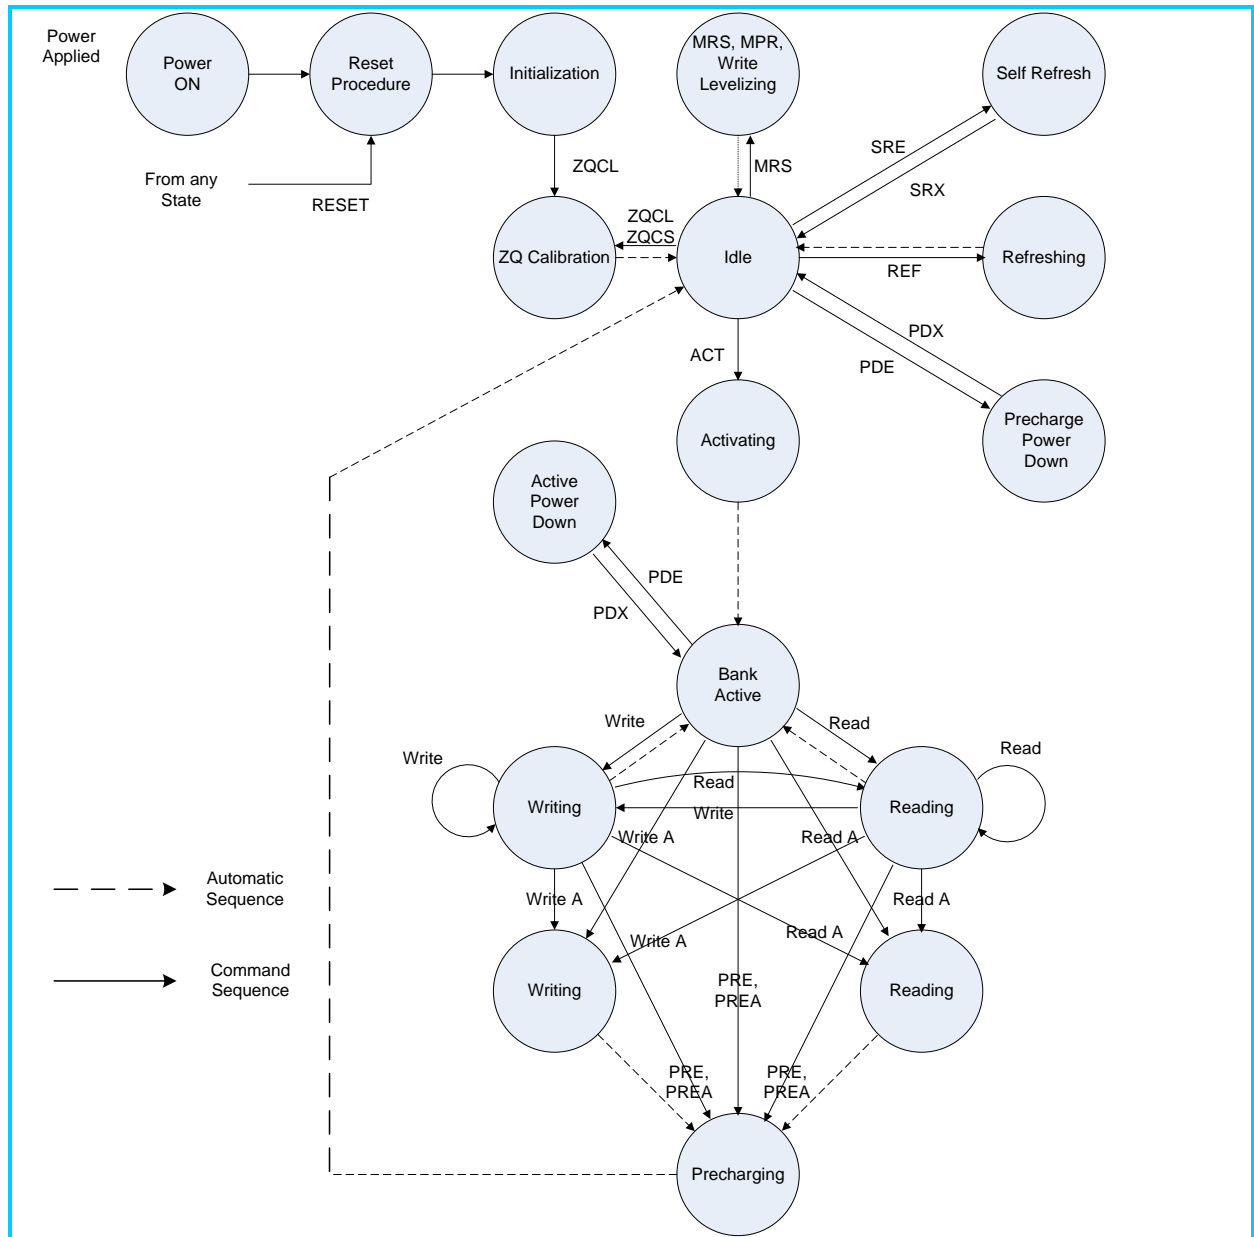 Power
Applied
Power
ON
Reset
Procedure
Initialization
MRS, MPR,
Write
Levelizing
Self Refresh
From any
State
RESET
ZQCL
MRS
SRE
SRX
ZQCL
ZQCS
ZQ Calibration
Idle
REF
Refreshing
ACT
PDX
PDE
Activating
Precharge
Power
Down
Active
Power
Down
PDE
PDX
Bank
Active
Write
Read
Write
Read
Writing
Read
Write
Reading
Write A
Read A
Automatic
Sequence
Write A
Read A
Write A
Read A
Command
Sequence
Writing
PRE,
PREA
Reading
PRE,
PREA
PRE,
PREA
Precharging